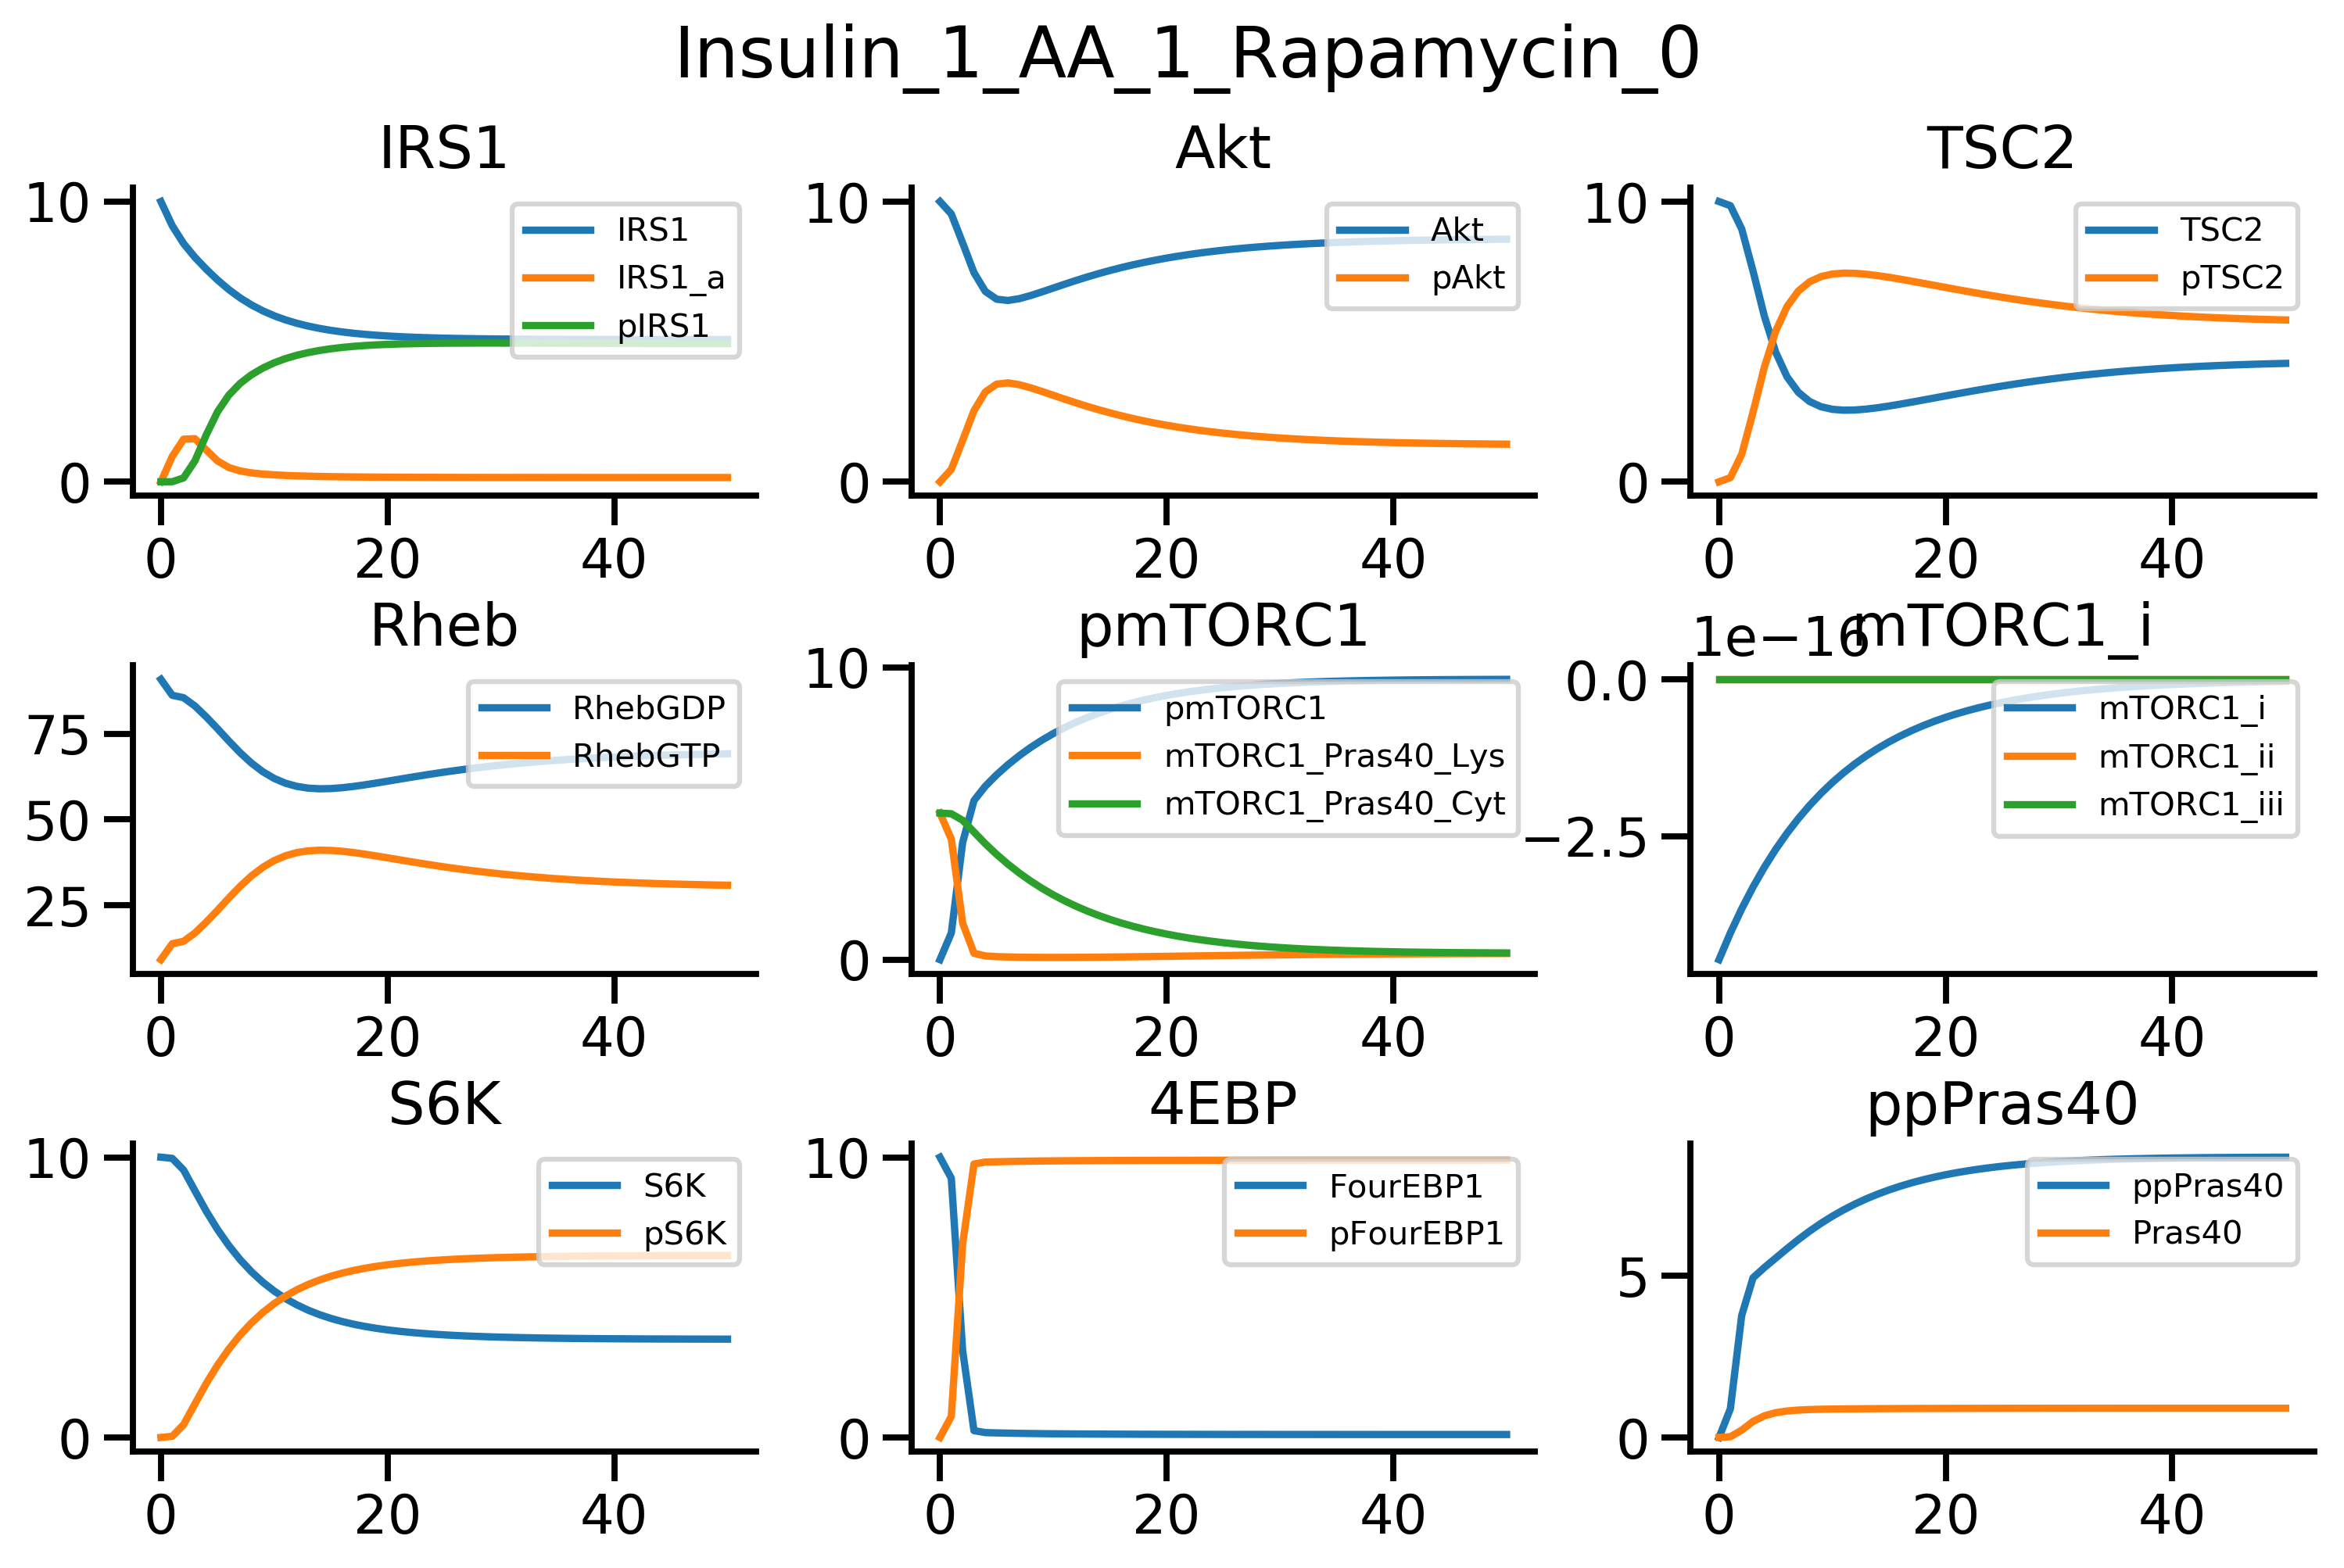 Insulin_1_AA_1_Rapamycin_0
IRS1
10
0
0
20
40
IRS1
IRS1_a
pIRS1
Akt
10
0
0
20
40
Akt
pAkt
TSC2
10
0
0
20
40
TSC2
pTSC2
Rheb
75
50
25
0
20
40
RhebGDP
RhebGTP
pmTORC1
10
0
0
20
40
pmTORC1
mTORC1_Pras40_Lys
mTORC1_Pras40_Cyt
mTORC1_i
1e−16
0.0
−2.5
0
20
40
mTORC1_i
mTORC1_ii
mTORC1_iii
S6K
10
0
0
20
40
S6K
pS6K
4EBP
10
0
0
20
40
FourEBP1
pFourEBP1
ppPras40
5
0
0
20
40
ppPras40
Pras40